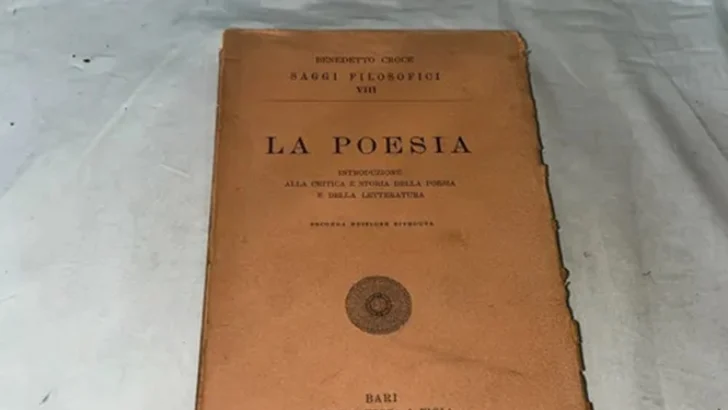 BENEDETTO CROCE
SAGGI FILOSOFICI
VIII
LA POESIA
INTRODUZIONE
ALLA CRITICA E STORIA DELLA POESIA
E DELLA LETTERATURA
SECONDA EDIZIONE RIVEDUTA
BARI